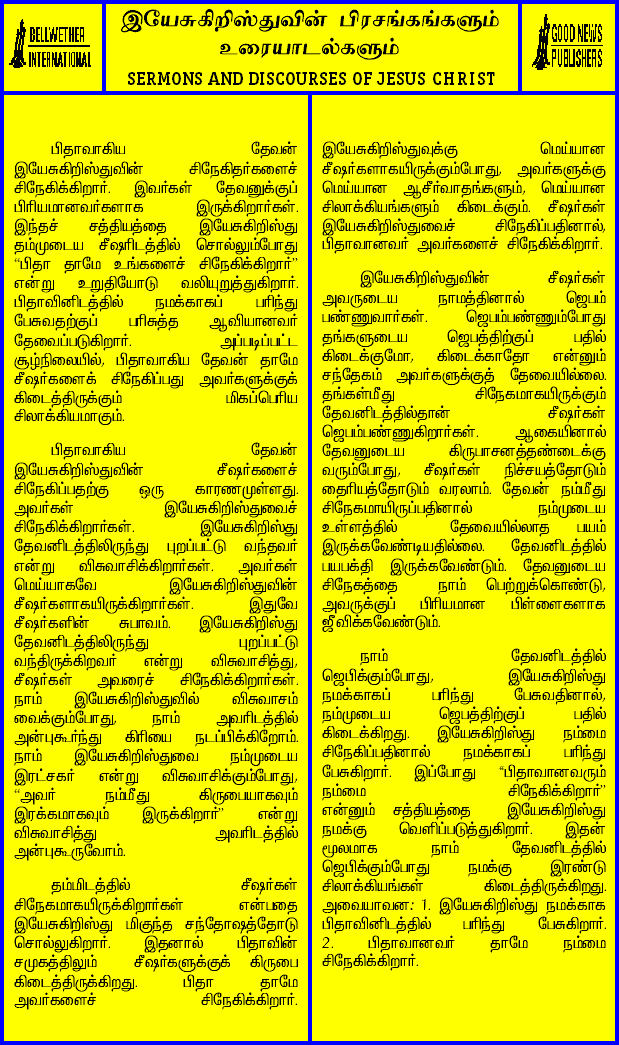 BELLWETHER
INTERNATIONAL
இயேசுகிறிஸ்துவின் பிரசங்கங்களும்
உரையாடல்களும்
SERMONS AND DISCOURSES OF JESUS CHRIST
GOOD NEWS
PUBLISHERS
பிதாவாகிய தேவன்
இயேசுகிறிஸ்துவின் சிநேகிதர்களைச்
சிநேகிக்கிறார். இவர்கள் தேவனுக்குப்
பிரியமானவர்களாக இருக்கிறார்கள்.
இந்தச் சத்தியத்தை இயேசுகிறிஸ்து
தம்முடைய சீஷரிடத்தில் சொல்லும்போது
“பிதா தாமே உங்களைச் சிநேகிக்கிறார்”
என்று உறுதியோடு வலியுறுத்துகிறார்.
பிதாவினிடத்தில் நமக்காகப் பரிந்து
பேசுவதற்குப் பரிசுத்த ஆவியானவர்
தேவைப்படுகிறார். அப்படிப்பட்ட
சூழ்நிலையில், பிதாவாகிய தேவன் தாமே
சீஷர்களைக் சிநேகிப்பது அவர்களுக்குக்
கிடைத்திருக்கும் மிகப்பெரிய
சிலாக்கியமாகும்.
பிதாவாகிய தேவன்
இயேசுகிறிஸ்துவின் சீஷர்களைச்
சிநேகிப்பதற்கு ஒரு காரணமுள்ளது.
அவர்கள் இயேசுகிறிஸ்துவைச்
சிநேகிக்கிறார்கள். இயேசுகிறிஸ்து
தேவனிடத்திலிருந்து புறப்பட்டு வந்தவர்
என்று விசுவாசிக்கிறார்கள். அவர்கள்
மெய்யாகவே இயேசுகிறிஸ்துவின்
சீஷர்களாகயிருக்கிறார்கள். இதுவே
சீஷர்களின் சுபாவம். இயேசுகிறிஸ்து
தேவனிடத்திலிருந்து புறப்பட்டு
வந்திருக்கிறவர் என்று விசுவாசித்து,
சீஷர்கள் அவரைச் சிநேகிக்கிறார்கள்.
நாம் இயேசுகிறிஸ்துவில் விசுவாசம்
வைக்கும்போது, நாம் அவரிடத்தில்
அன்புகூர்ந்து கிரியை நடப்பிக்கிறோம்.
நாம் இயேசுகிறிஸ்துவை நம்முடைய
இரட்சகர் என்று விசுவாசிக்கும்போது,
“அவர் நம்மீது கிருபையாகவும்
இரக்கமாகவும் இருக்கிறார்” என்று
விசுவாசித்து அவரிடத்தில்
அன்புகூருவோம்.
தம்மிடத்தில் சீஷர்கள்
சிநேகமாகயிருக்கிறார்கள் என்பதை
இயேசுகிறிஸ்து மிகுந்த சந்தோஷத்தோடு
சொல்லுகிறார். இதனால் பிதாவின்
சமுகத்திலும் சீஷர்களுக்குக் கிருபை
கிடைத்திருக்கிறது. பிதா தாமே
அவர்களைச் சிநேகிக்கிறார்.
இயேசுகிறிஸ்துவுக்கு மெய்யான
சீஷர்களாகயிருக்கும்போது, அவர்களுக்கு
மெய்யான ஆசீர்வாதங்களும், மெய்யான
சிலாக்கியங்களும் கிடைக்கும். சீஷர்கள்
இயேசுகிறிஸ்துவைச் சிநேகிப்பதினால்,
பிதாவானவர் அவர்களைச் சிநேகிக்கிறார்.
இயேசுகிறிஸ்துவின் சீஷர்கள்
அவருடைய நாமத்தினால் ஜெபம்
பண்ணுவார்கள். ஜெபம்பண்ணும்போது
தங்களுடைய ஜெபத்திற்குப் பதில்
கிடைக்குமோ, கிடைக்காதோ என்னும்
சந்தேகம் அவர்களுக்குத் தேவையில்லை.
தங்கள்மீது சிநேகமாகயிருக்கும்
தேவனிடத்தில்தான் சீஷர்கள்
ஜெபம்பண்ணுகிறார்கள். ஆகையினால்
தேவனுடைய கிருபாசனத்தண்டைக்கு
வரும்போது, சீஷர்கள் நிச்சயத்தோடும்
தைரியத்தோடும் வரலாம். தேவன் நம்மீது
சிநேகமாயிருப்பதினால் நம்முடைய
உள்ளத்தில் தேவையில்லாத பயம்
இருக்கவேண்டியதில்லை. தேவனிடத்தில்
பயபக்தி இருக்கவேண்டும். தேவனுடைய
சிநேகத்தை நாம் பெற்றுக்கொண்டு,
அவருக்குப் பிரியமான பிள்ளைகளாக
ஜீவிக்கவேண்டும்.
நாம் தேவனிடத்தில்
ஜெபிக்கும்போது, இயேசுகிறிஸ்து
நமக்காகப் பரிந்து பேசுவதினால்,
நம்முடைய ஜெபத்திற்குப் பதில்
கிடைக்கிறது. இயேசுகிறிஸ்து நம்மை
சிநேகிப்பதினால் நமக்காகப் பரிந்து
பேசுகிறார். இப்போது “பிதாவானவரும்
நம்மை சிநேகிக்கிறார்”
என்னும் சத்தியத்தை இயேசுகிறிஸ்து
நமக்கு வெளிப்படுத்துகிறார். இதன்
மூலமாக நாம் தேவனிடத்தில்
ஜெபிக்கும்போது நமக்கு இரண்டு
சிலாக்கியங்கள் கிடைத்திருக்கிறது.
அவையாவன: 1. இயேசுகிறிஸ்து நமக்காக
பிதாவினிடத்தில் பரிந்து பேசுகிறார்.
2. பிதாவானவர் தாமே நம்மை
சிநேகிக்கிறார்.